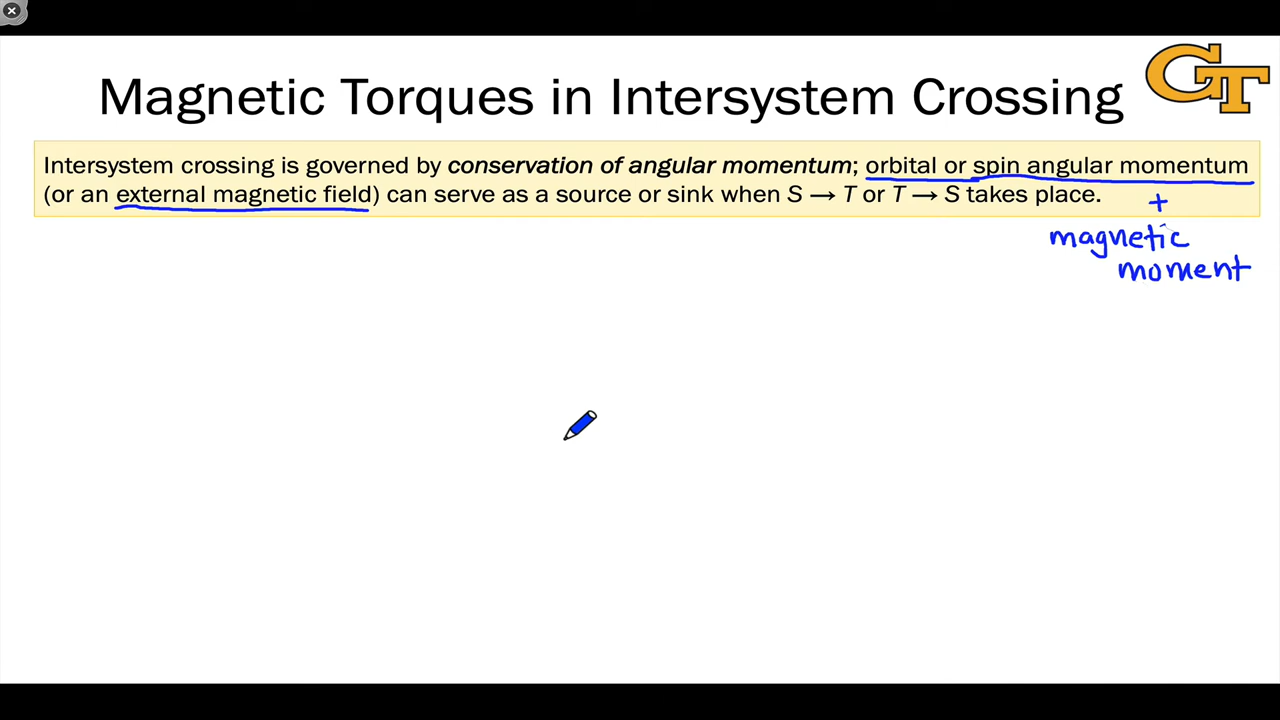 Magnetic Torques in Intersystem Crossing
GT
Intersystem crossing is governed by conservation of angular momentum; orbital or spin angular momentum
(or an external magnetic field) can serve as a source or sink when S → T or T → S takes place.
+
magnetic
moment